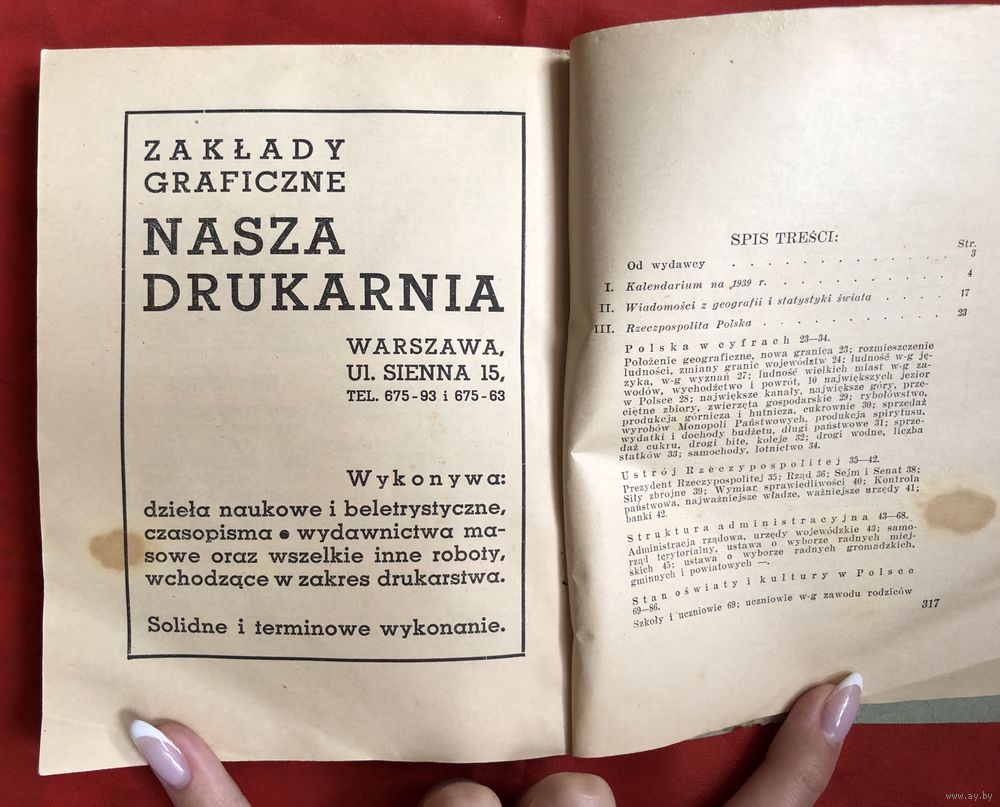 ZAKŁADY
GRAFICZNE
NASZA
DRUKARNIA
WARSZAWA,
Ul. SIENNA 15,
TEL. 675-93 i 675-63
Wykonywa:
dzieła naukowe i beletrystyczne,
czasopisma ● wydawnictwa ma-
sowe oraz wszelkie inne roboty,
wchodzące w zakres drukarstwa.
Solidne i terminowe wykonanie.
SPIS TREŚCI:
Str.
Od wydawcy . . . . . . . . . . . . 3
I. Kalendarium na 1939 r. . . . . . . . . . 4
II. Wiadomości z geografii i statystyki świata . . . . . 17
III. Rzeczpospolita Polska . . . . . . . . . . 23
Polska w cyfrach 23—34.
Położenie geograficzne, nowa granica 23; rozmieszczenie
ludności, zmiany granic województw 24; ludność w-g ję-
zyka, w-g wyznań 27; ludność wielkich miast w-g za-
wodów, wychodźctwo i powrót, 10 największych jezior
w Polsce 28; największe kanały, największe góry, prze-
ciętne zbiory, zwierzęta gospodarskie 29; rybołówstwo,
produkcja górnicza i hutnicza, cukrownie 30; sprzedaż
wyrobów Monopoli Państwowych, produkcja spirytusu,
wydatki i dochody budżetu, długi państwowe 31; sprze-
daż cukru, drogi bite, koleje 32; drogi wodne, liczba
statków 33; samochody, lotnictwo 34.
Ustrój Rzeczypospolitej 35—42.
Prezydent Rzeczypospolitej 35; Rząd 36; Sejm i Senat 38;
Siły zbrojne 39; Wymiar sprawiedliwości 40; Kontrola
państwowa, najważniejsze władze, ważniejsze urzędy 41;
banki 42.
Struktura administracyjna 43—68.
Administracja rządowa, urzędy wojewódzkie 43; samo-
rząd terytorialny, ustawa o wyborze radnych miej-
skich 45; ustawa o wyborze radnych gromadzkich,
gminnych i powiatowych —.
Stan oświaty i kultury w Polsce
69—86.
Szkoły i uczniowie 69; uczniowie w-g zawodu rodziców
317
www.ay.by